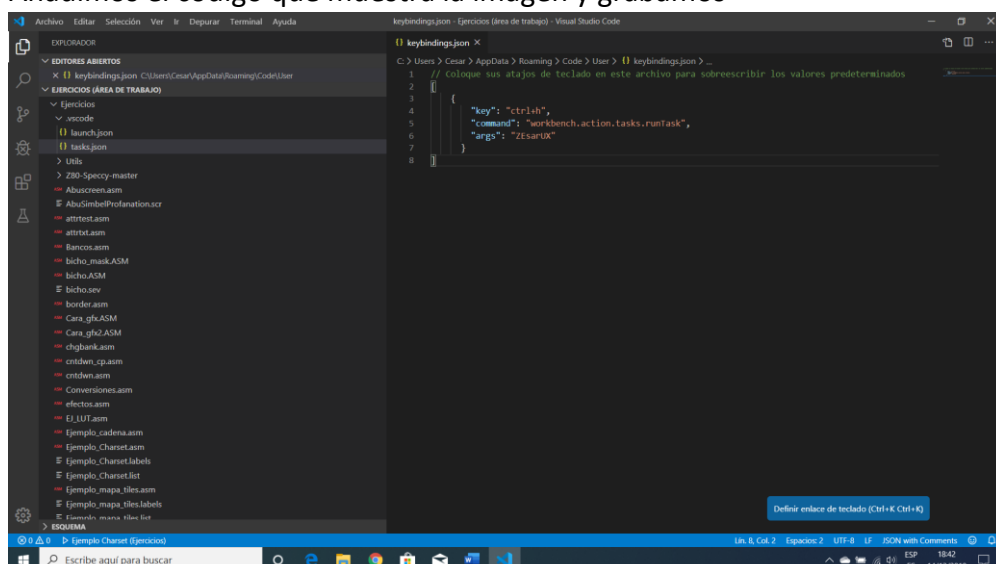 Añadimos el código que muestra la imagen y grabamos
Archivo Editar Selección Ver Ir Depurar Terminal Ayuda
keybindings.json - Ejercicios (área de trabajo) - Visual Studio Code
EXPLORADOR
EDITORES ABIERTOS
{} keybindings.json C:\Users\Cesar\AppData\Roaming\Code\User
EJERCICIOS (ÁREA DE TRABAJO)
Ejercicios
.vscode
{} launch.json
{} tasks.json
> Utils
> Z80-Speccy-master
Abuscreen.asm
AbuSimbelProfanation.scr
attrtest.asm
attrtxt.asm
Bancos.asm
bicho_mask.ASM
bicho.ASM
bicho.sev
border.asm
Cara_gfx.ASM
Cara_gfx2.ASM
chgbank.asm
cntdwn_cp.asm
cntdwn.asm
Conversiones.asm
efectos.asm
EJ_LUT.asm
Ejemplo_cadena.asm
Ejemplo_Charset.asm
Ejemplo_Charset.labels
Ejemplo_Charset.list
Ejemplo_mapa_tiles.asm
Ejemplo_mapa_tiles.labels
Ejemplo_mapa_tiles.list
> ESQUEMA
{} keybindings.json ×
C: > Users > Cesar > AppData > Roaming > Code > User > {} keybindings.json > ...
1 // Coloque sus atajos de teclado en este archivo para sobreescribir los valores predeterminados
2 [
3 {
4 "key": "ctrl+h",
5 "command": "workbench.action.tasks.runTask",
6 "args": "ZEsarUX"
7 }
8 ]
Definir enlace de teclado (Ctrl+K Ctrl+K)
0 0 Ejemplo Charset (Ejercicios)
Lín. 8, Col. 2 Espacios: 2 UTF-8 LF JSON with Comments
Escribe aquí para buscar
ESP
18:42